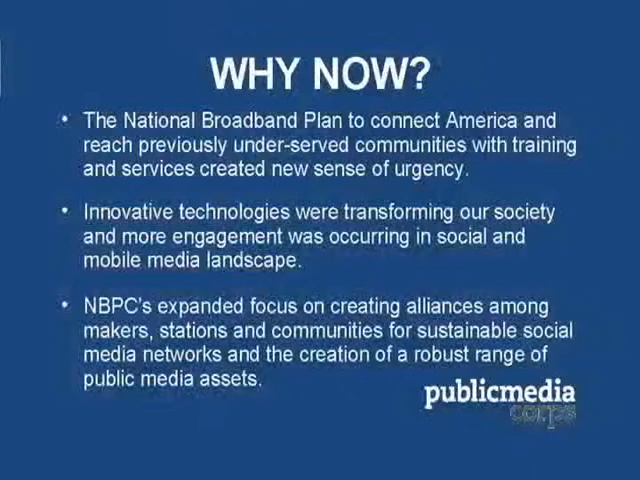 WHY NOW?
• The National Broadband Plan to connect America and
reach previously under-served communities with training
and services created new sense of urgency.
• Innovative technologies were transforming our society
and more engagement was occurring in social and
mobile media landscape.
• NBPC's expanded focus on creating alliances among
makers, stations and communities for sustainable social
media networks and the creation of a robust range of
public media assets.
publicmedia
corps